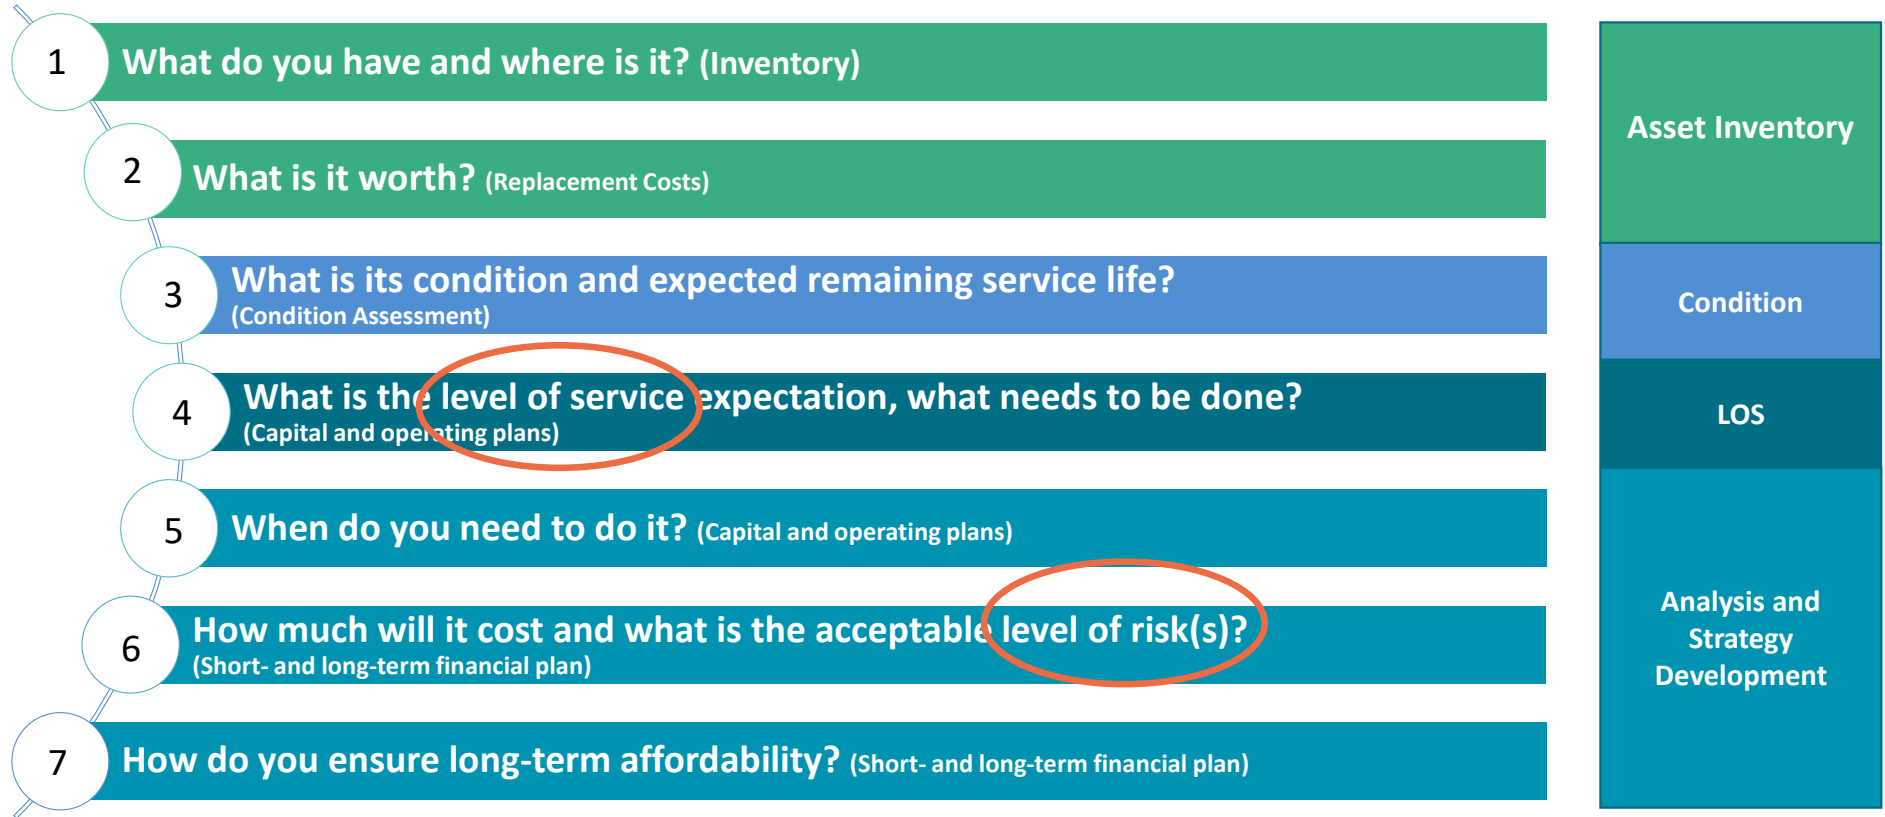 1
What do you have and where is it? (Inventory)
2
What is it worth? (Replacement Costs)
3
What is its condition and expected remaining service life?
(Condition Assessment)
4
What is the level of service expectation, what needs to be done?
(Capital and operating plans)
5
When do you need to do it? (Capital and operating plans)
6
How much will it cost and what is the acceptable level of risk(s)?
(Short- and long-term financial plan)
7
How do you ensure long-term affordability? (Short- and long-term financial plan)
Asset Inventory
Condition
LOS
Analysis and
Strategy
Development